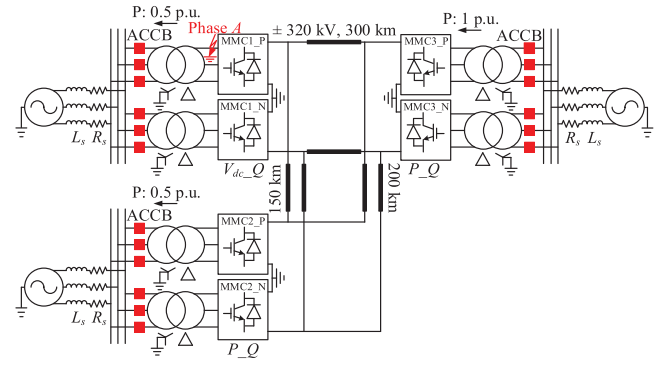 P: 0.5 p.u.
Phase A
± 320 kV, 300 km
P: 1 p.u.
ACCB
MMC1_P
MMC3_P
ACCB
MMC1_N
MMC3_N
Ls Rs
Rs Ls
Vdc_Q
P_Q
150 km
200 km
P: 0.5 p.u.
ACCB
MMC2_P
MMC2_N
Ls Rs
P_Q